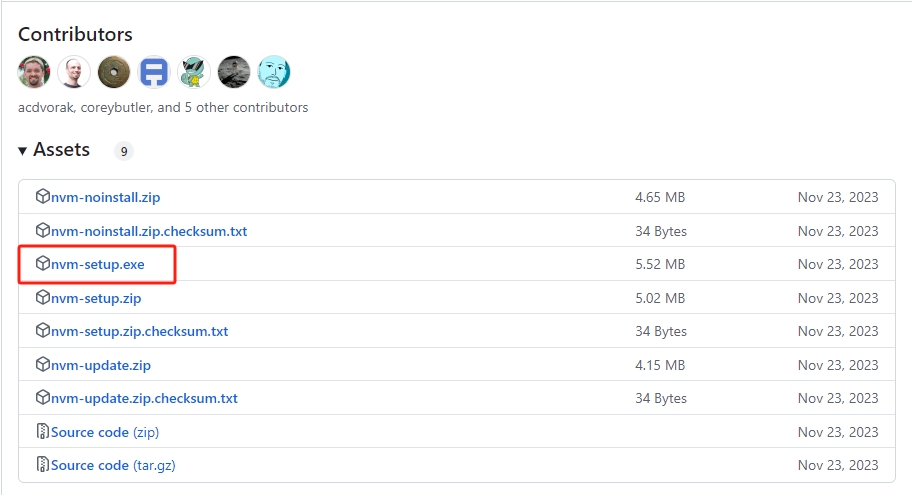 Contributors
acdvorak, coreybutler, and 5 other contributors
Assets 9
nvm-noinstall.zip 4.65 MB Nov 23, 2023
nvm-noinstall.zip.checksum.txt 34 Bytes Nov 23, 2023
nvm-setup.exe 5.52 MB Nov 23, 2023
nvm-setup.zip 5.02 MB Nov 23, 2023
nvm-setup.zip.checksum.txt 34 Bytes Nov 23, 2023
nvm-update.zip 4.15 MB Nov 23, 2023
nvm-update.zip.checksum.txt 34 Bytes Nov 23, 2023
Source code (zip) Nov 23, 2023
Source code (tar.gz) Nov 23, 2023